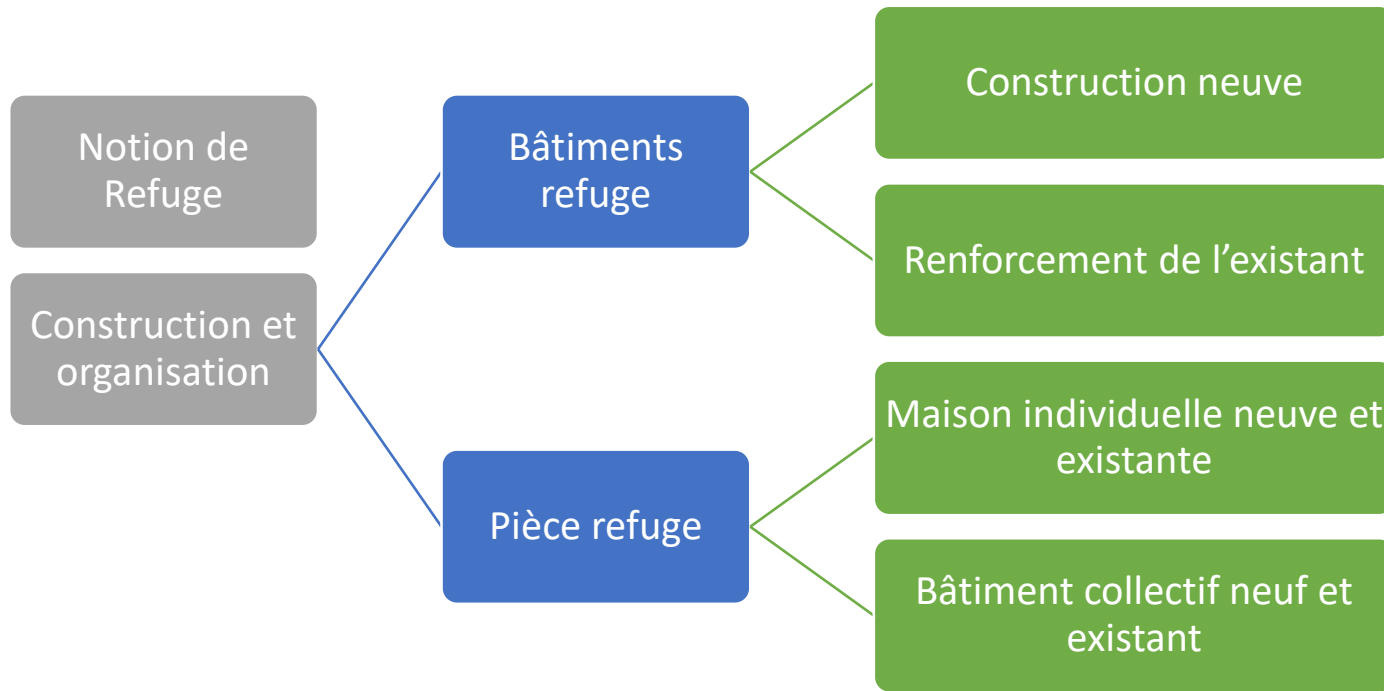 Notion de
Refuge
Construction et
organisation
Bâtiments
refuge
Pièce refuge
Construction neuve
Renforcement de l’existant
Maison individuelle neuve et
existante
Bâtiment collectif neuf et
existant